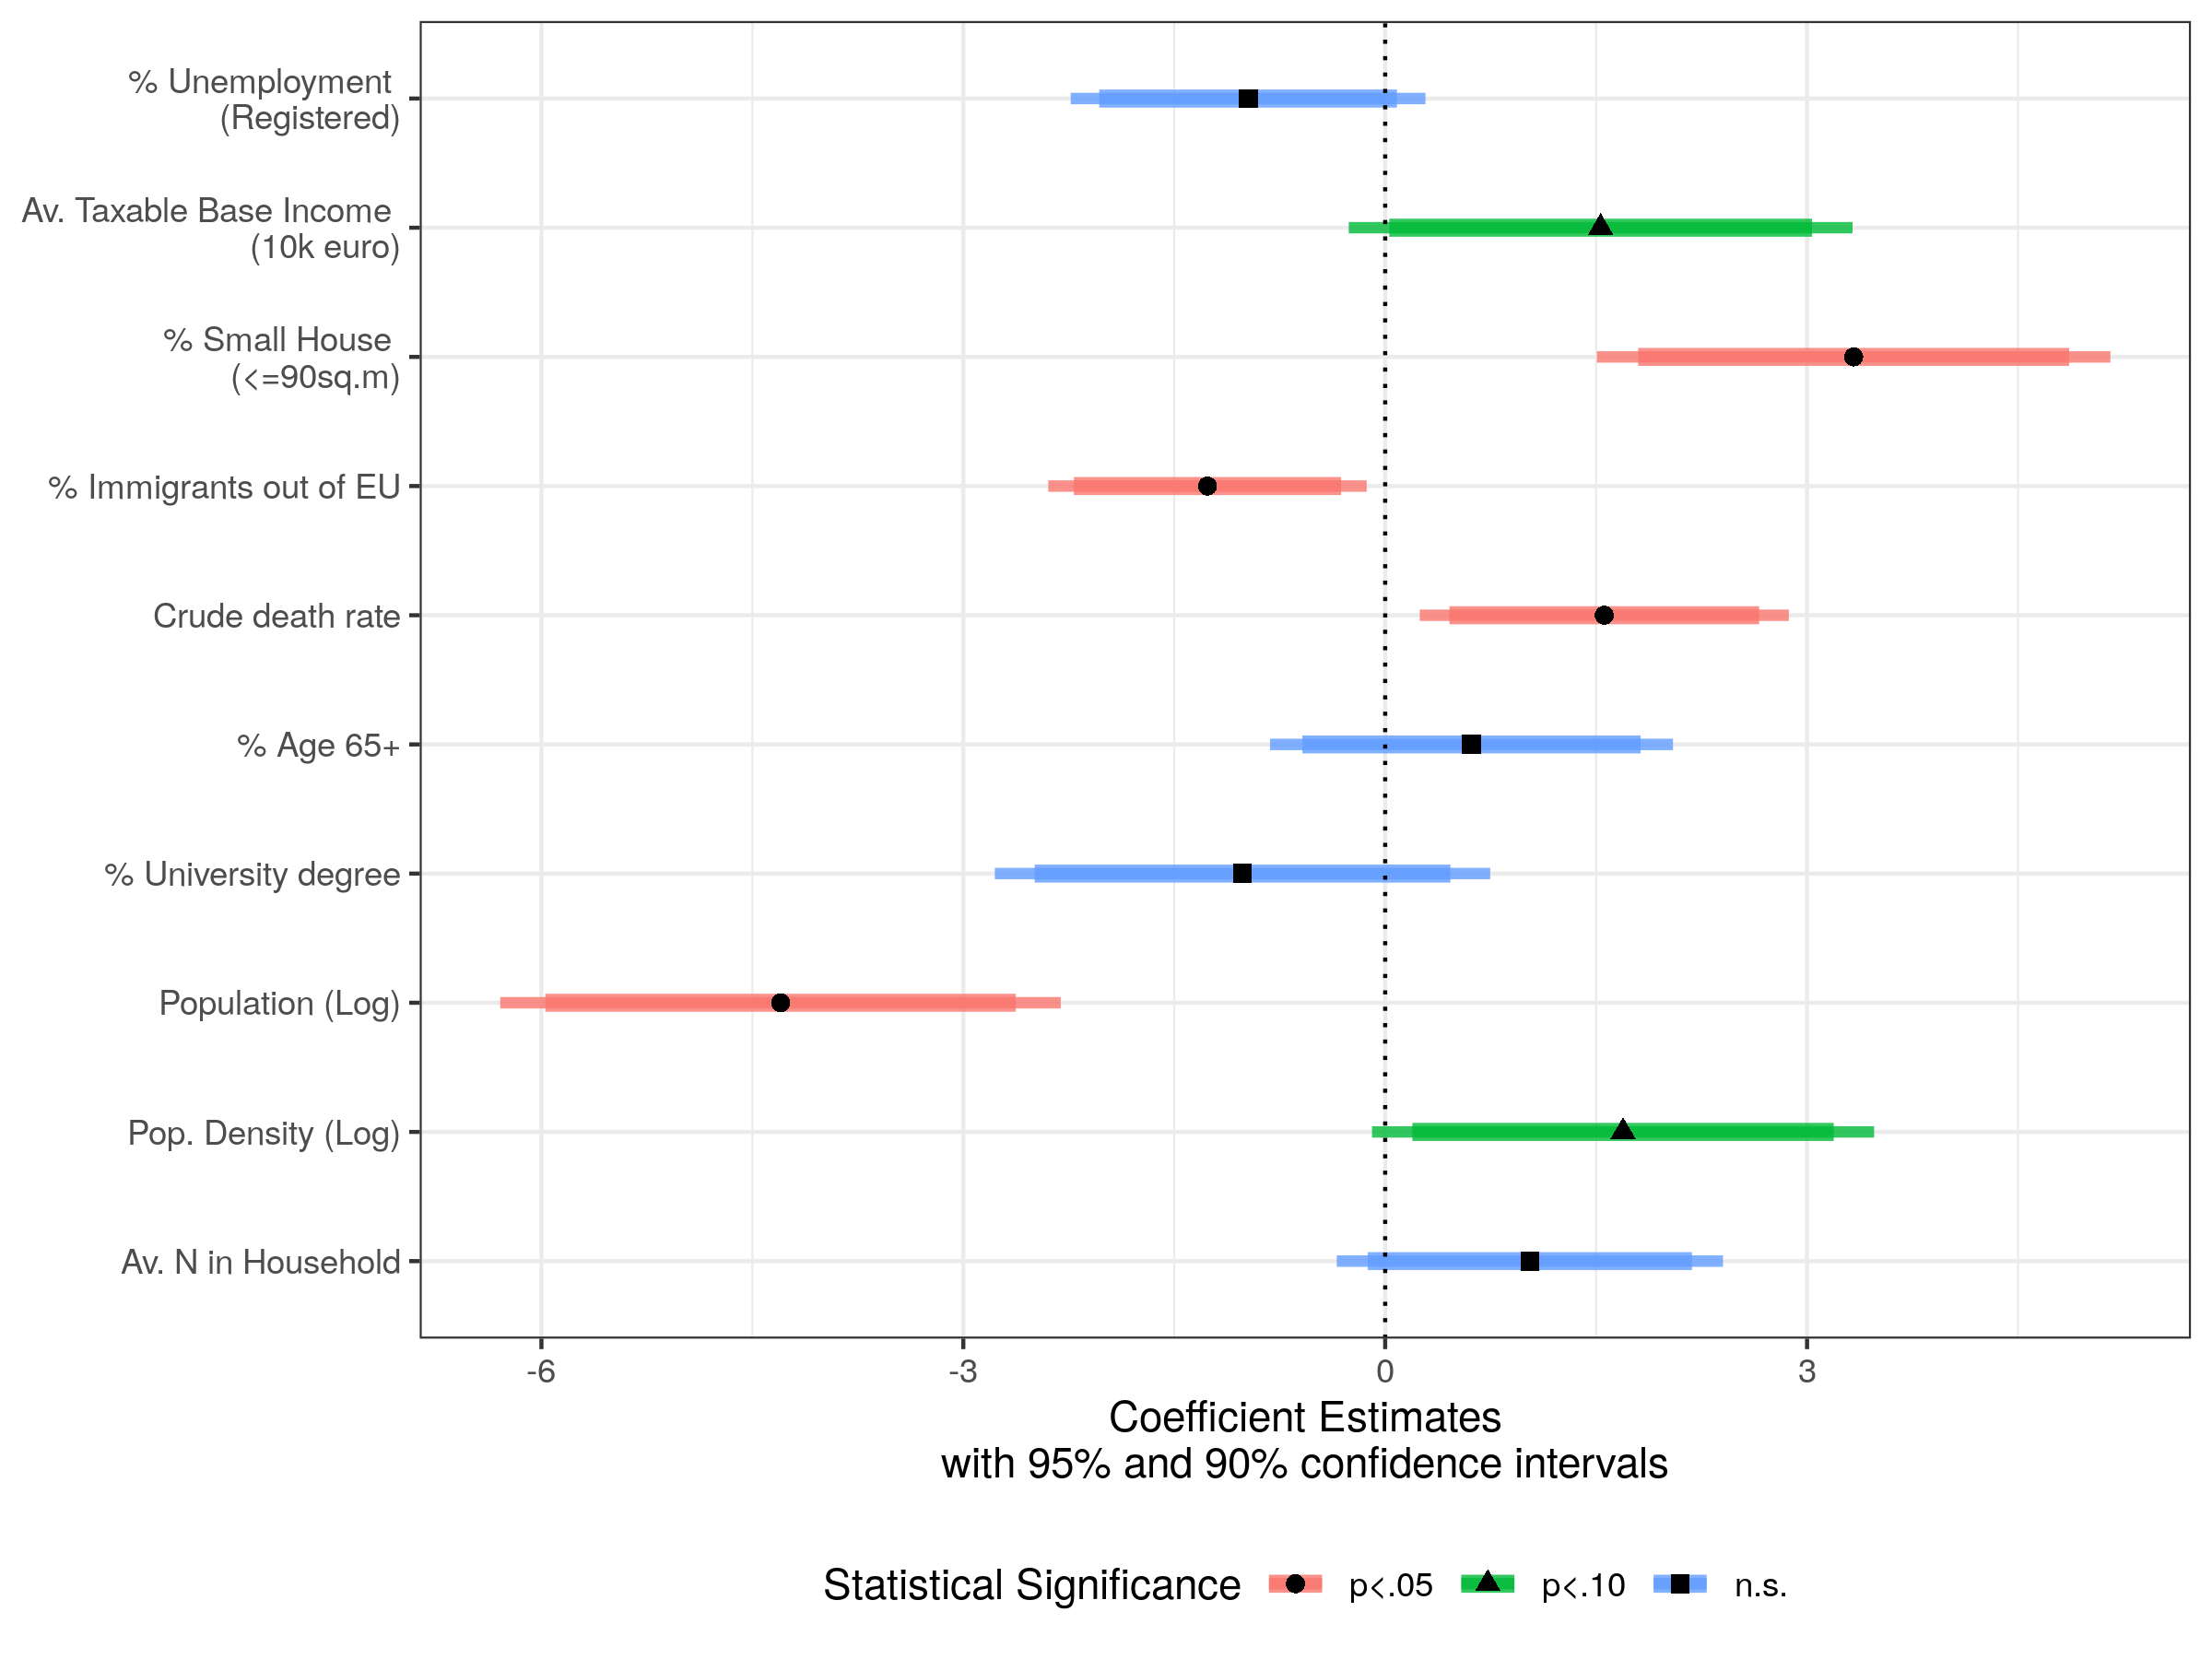 % Unemployment
(Registered)
Av. Taxable Base Income
(10k euro)
% Small House
(<=90sq.m)
% Immigrants out of EU
Crude death rate
% Age 65+
% University degree
Population (Log)
Pop. Density (Log)
Av. N in Household
-6 -3 0 3
Coefficient Estimates
with 95% and 90% confidence intervals
Statistical Significance p<.05 p<.10 n.s.